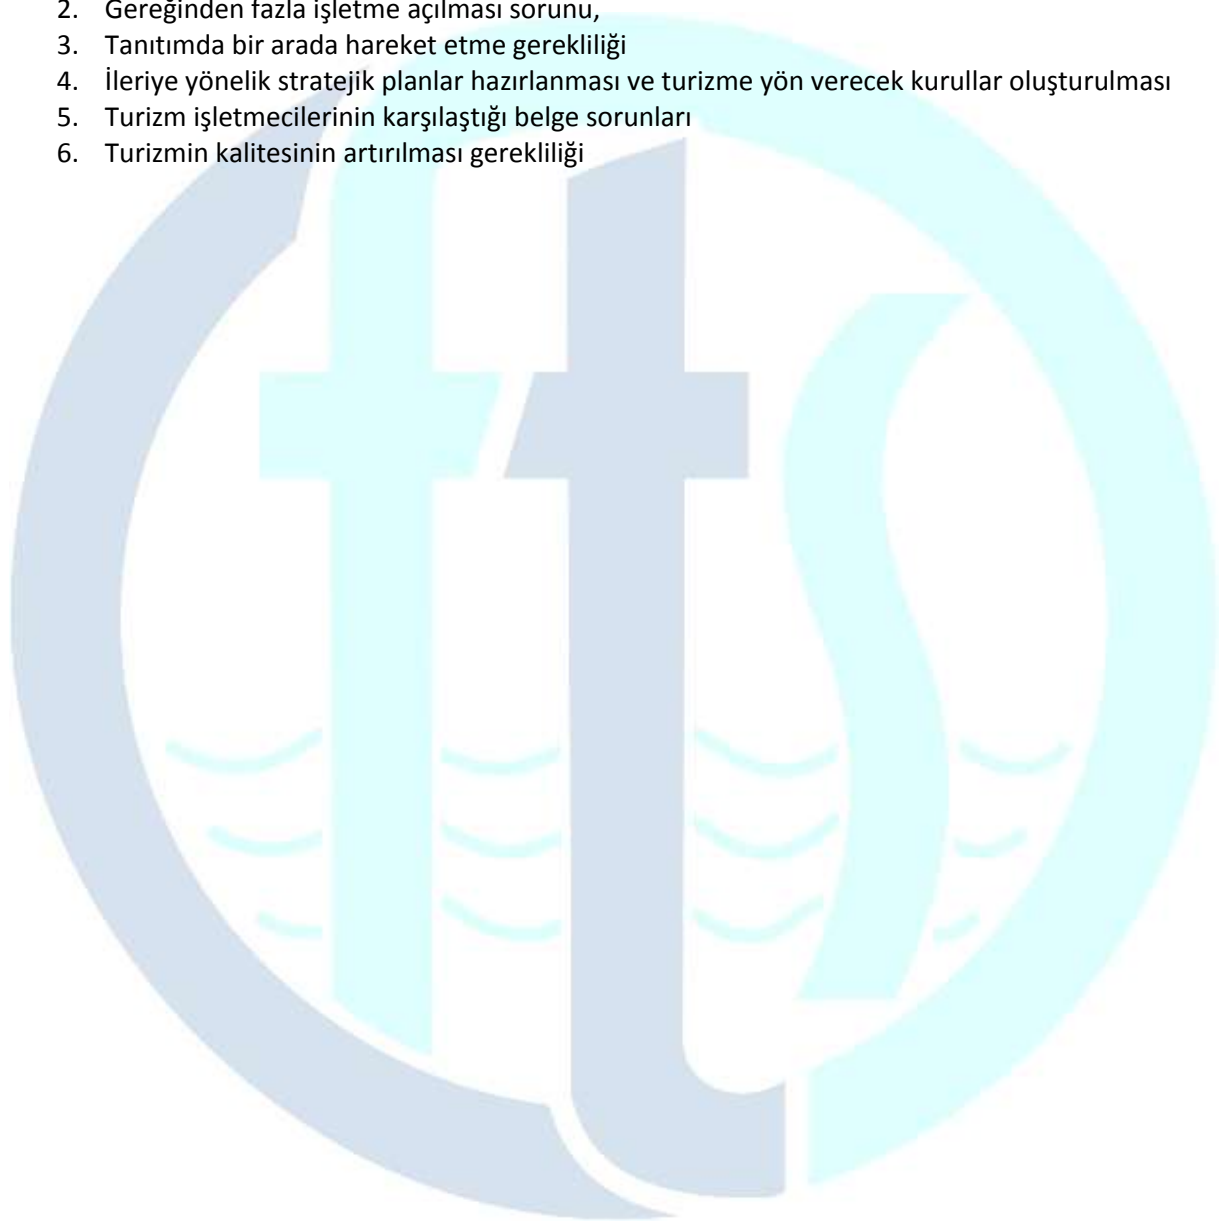 2. Gereğinden fazla işletme açılması sorunu,
3. Tanıtımda bir arada hareket etme gerekliliği
4. İleriye yönelik stratejik planlar hazırlanması ve turizme yön verecek kurullar oluşturulması
5. Turizm işletmecilerinin karşılaştığı belge sorunları
6. Turizmin kalitesinin artırılması gerekliliği
fts